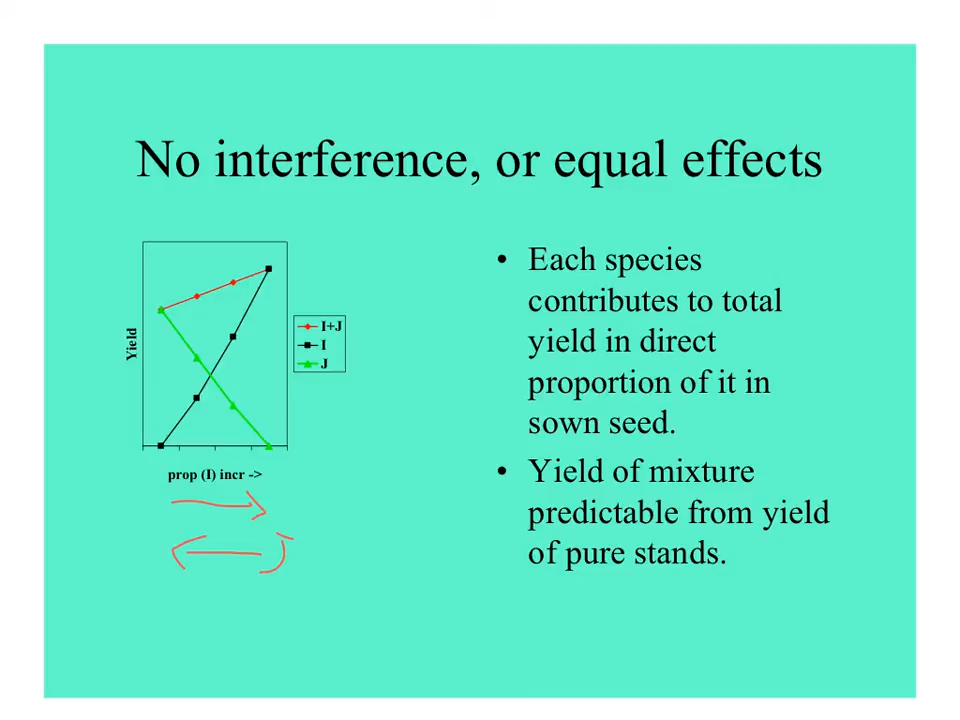 No interference, or equal effects
Yield
I+J
I
J
prop (I) incr ->
• Each species
contributes to total
yield in direct
proportion of it in
sown seed.
• Yield of mixture
predictable from yield
of pure stands.
J